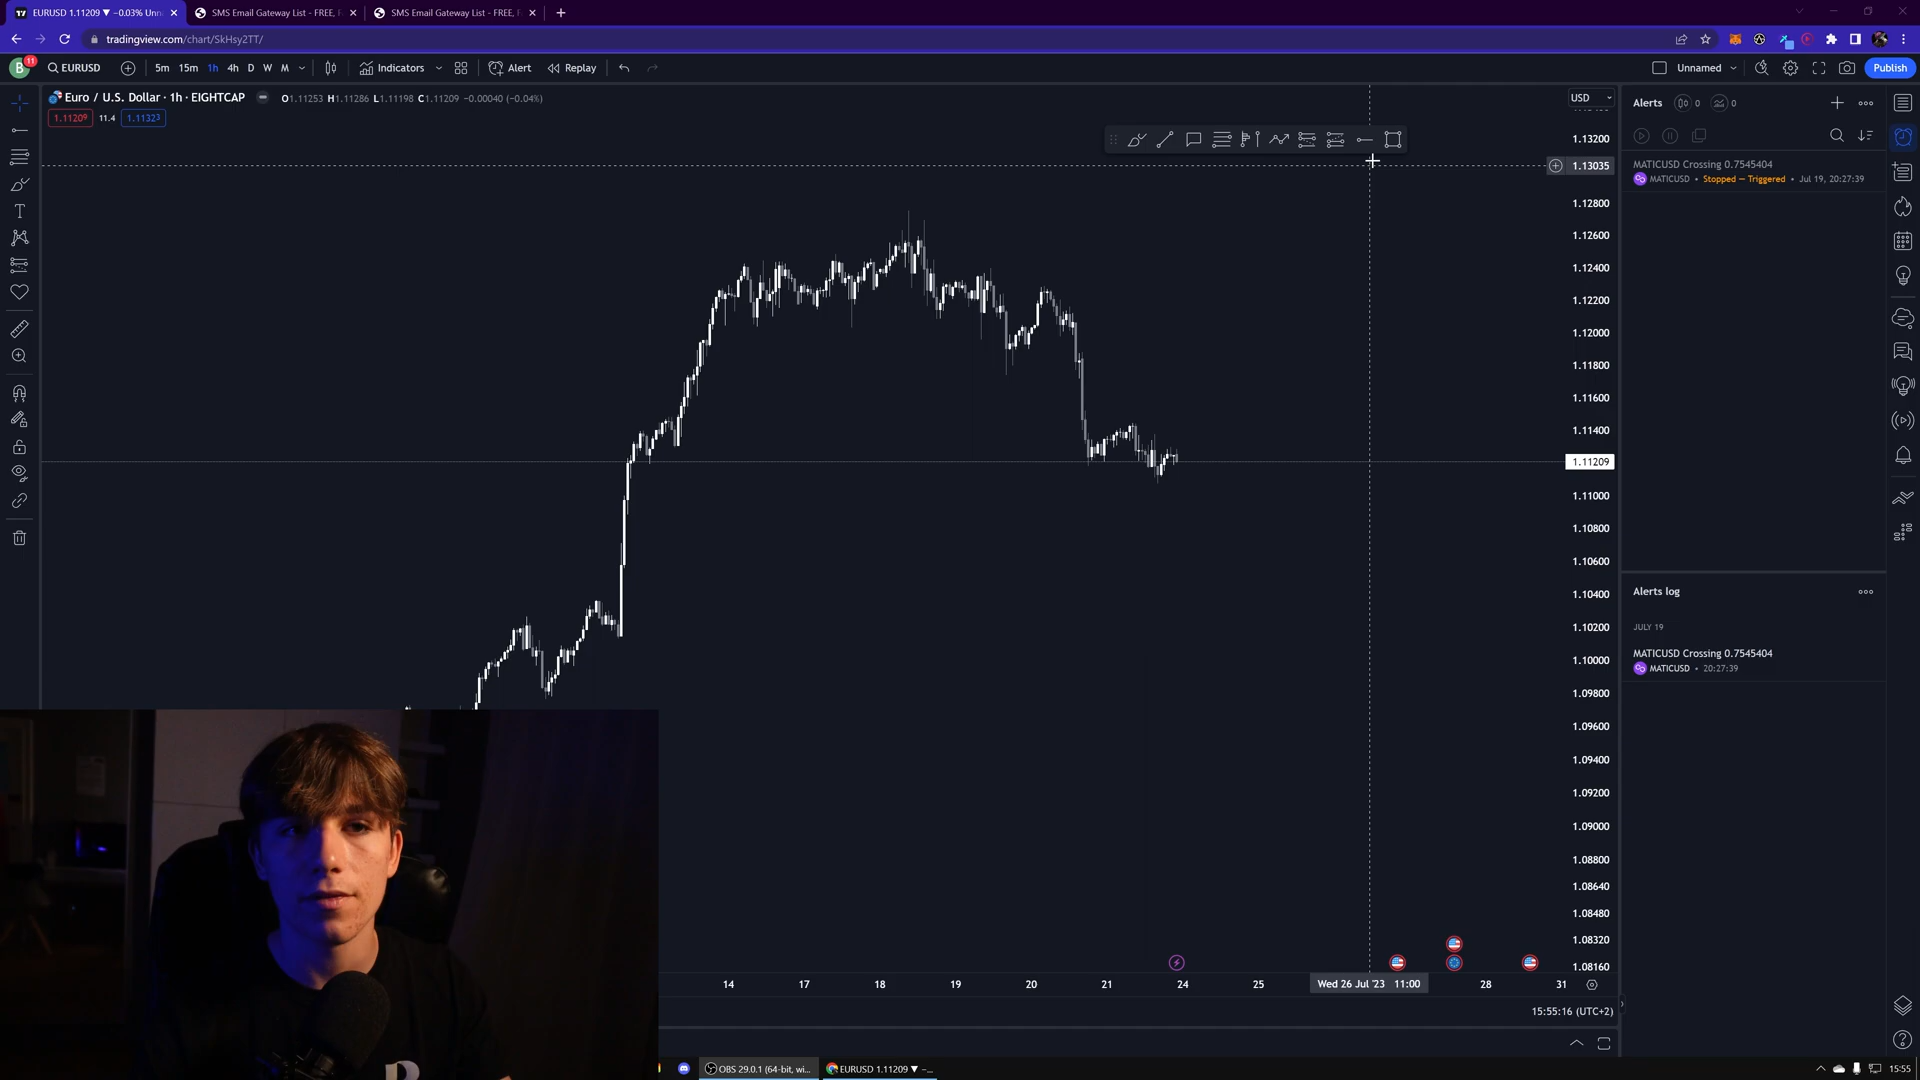 EURUSD 1.11209 ▼ −0.03% Unn
SMS Email Gateway List - FREE,
SMS Email Gateway List - FREE,
tradingview.com/chart/SkHsy2TT/
B 11 EURUSD 5m 15m 1h 4h D W M Indicators Alert Replay Unnamed Publish
Euro / U.S. Dollar · 1h · EIGHTCAP O1.11253 H1.11286 L1.11198 C1.11209 −0.00040 (−0.04%)
USD
1.11209 11.4 1.11323
Alerts 0 0
1.13200
1.13035
MATICUSD Crossing 0.7545404
MATICUSD • Stopped — Triggered • Jul 19, 20:27:39
1.12800
1.12600
1.12400
1.12200
1.12000
1.11800
1.11600
1.11400
1.11209
1.11000
1.10800
1.10600
1.10400
1.10200
1.10000
1.09800
1.09600
1.09400
1.09200
1.09000
1.08800
1.08640
1.08480
1.08320
1.08160
Alerts log
JULY 19
MATICUSD Crossing 0.7545404
MATICUSD • 20:27:39
14 17 18 19 20 21 24 25 Wed 26 Jul '23 11:00 28 31
15:55:16 (UTC+2)
OBS 29.0.1 (64-bit, wi...
EURUSD 1.11209 ▼ −...
15:55